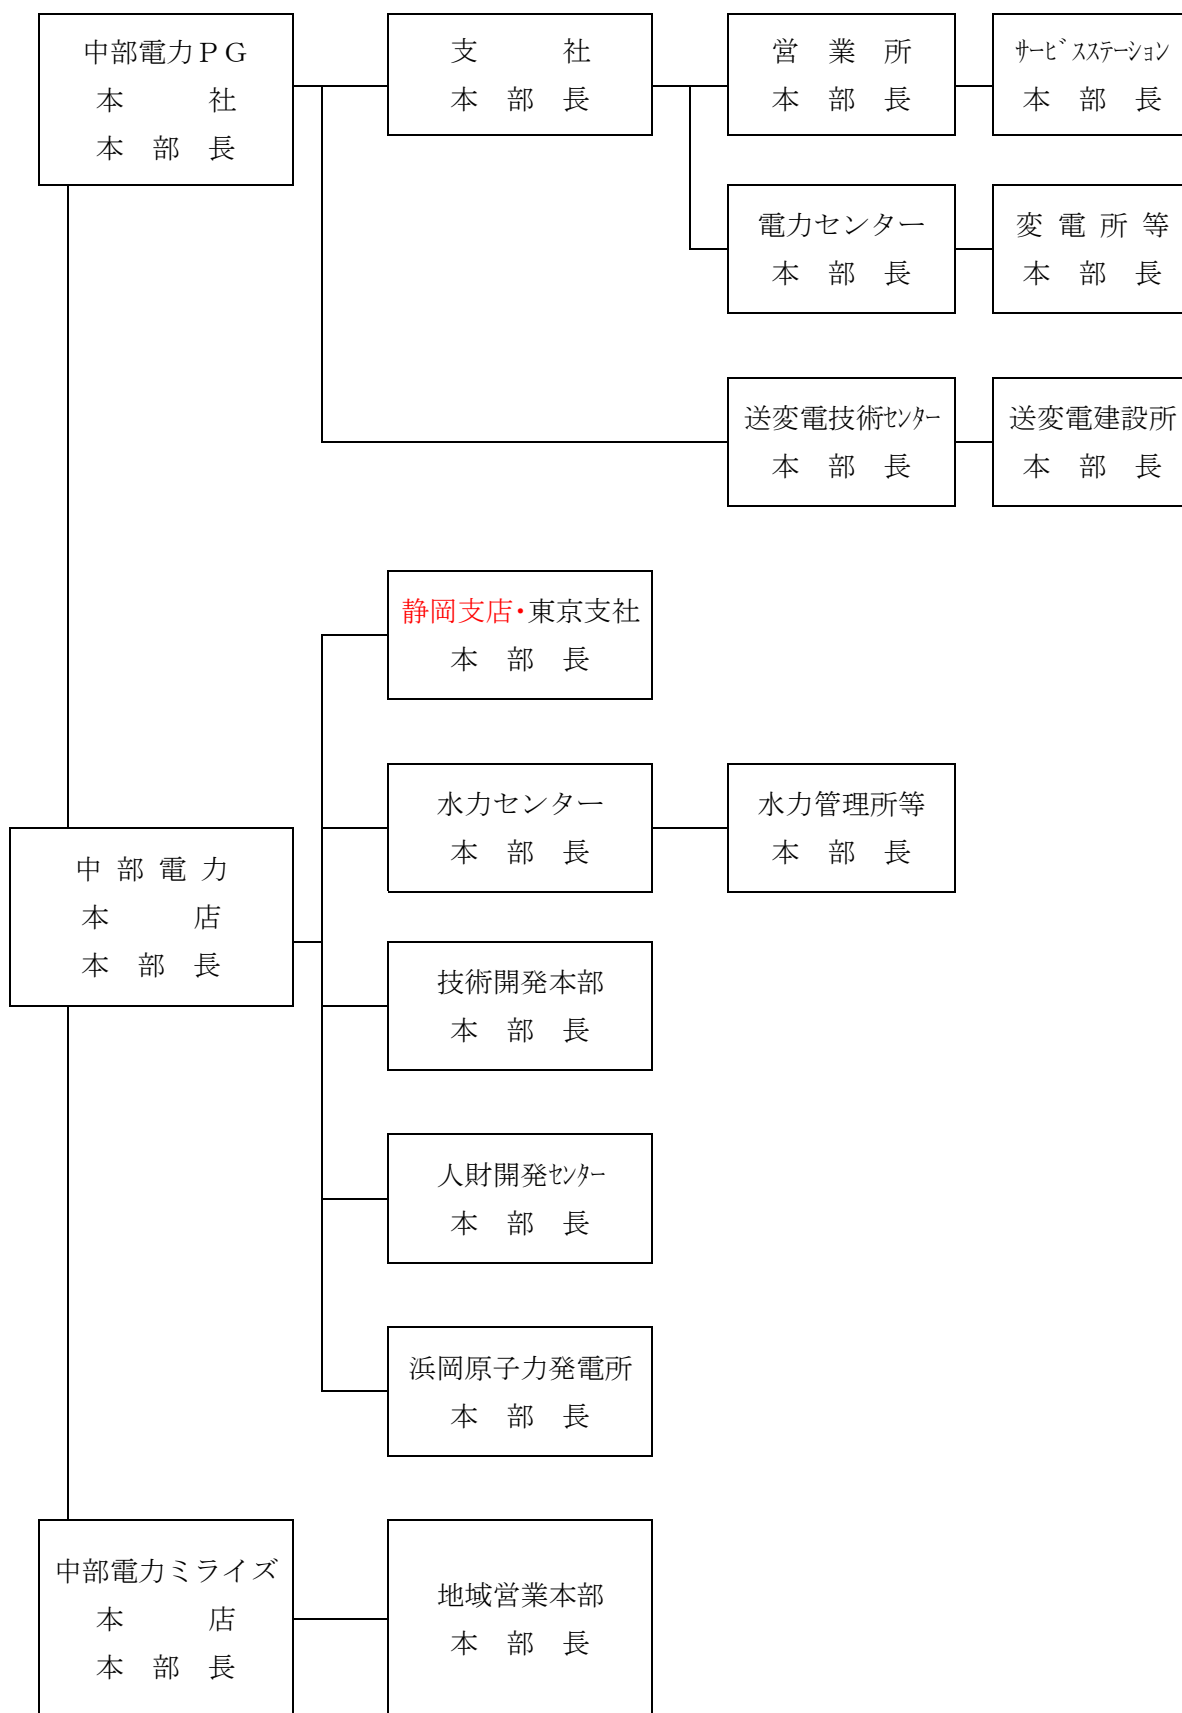 中部電力ＰＧ
本　　　社
本　部　長
支　　　社
本　部　長
営　業　所
本　部　長
ｻｰﾋﾞｽｽﾃｰｼｮﾝ
本　部　長
電力センター
本　部　長
変 電 所 等
本　部　長
送変電技術ｾﾝﾀｰ
本　部　長
送変電建設所
本　部　長
静岡支店・東京支社
本　部　長
水力センター
本　部　長
水力管理所等
本　部　長
中 部 電 力
本　　　店
本　部　長
技術開発本部
本　部　長
人財開発ｾﾝﾀｰ
本　部　長
浜岡原子力発電所
本　部　長
中部電力ミライズ
本　　　店
本　部　長
地域営業本部
本　部　長